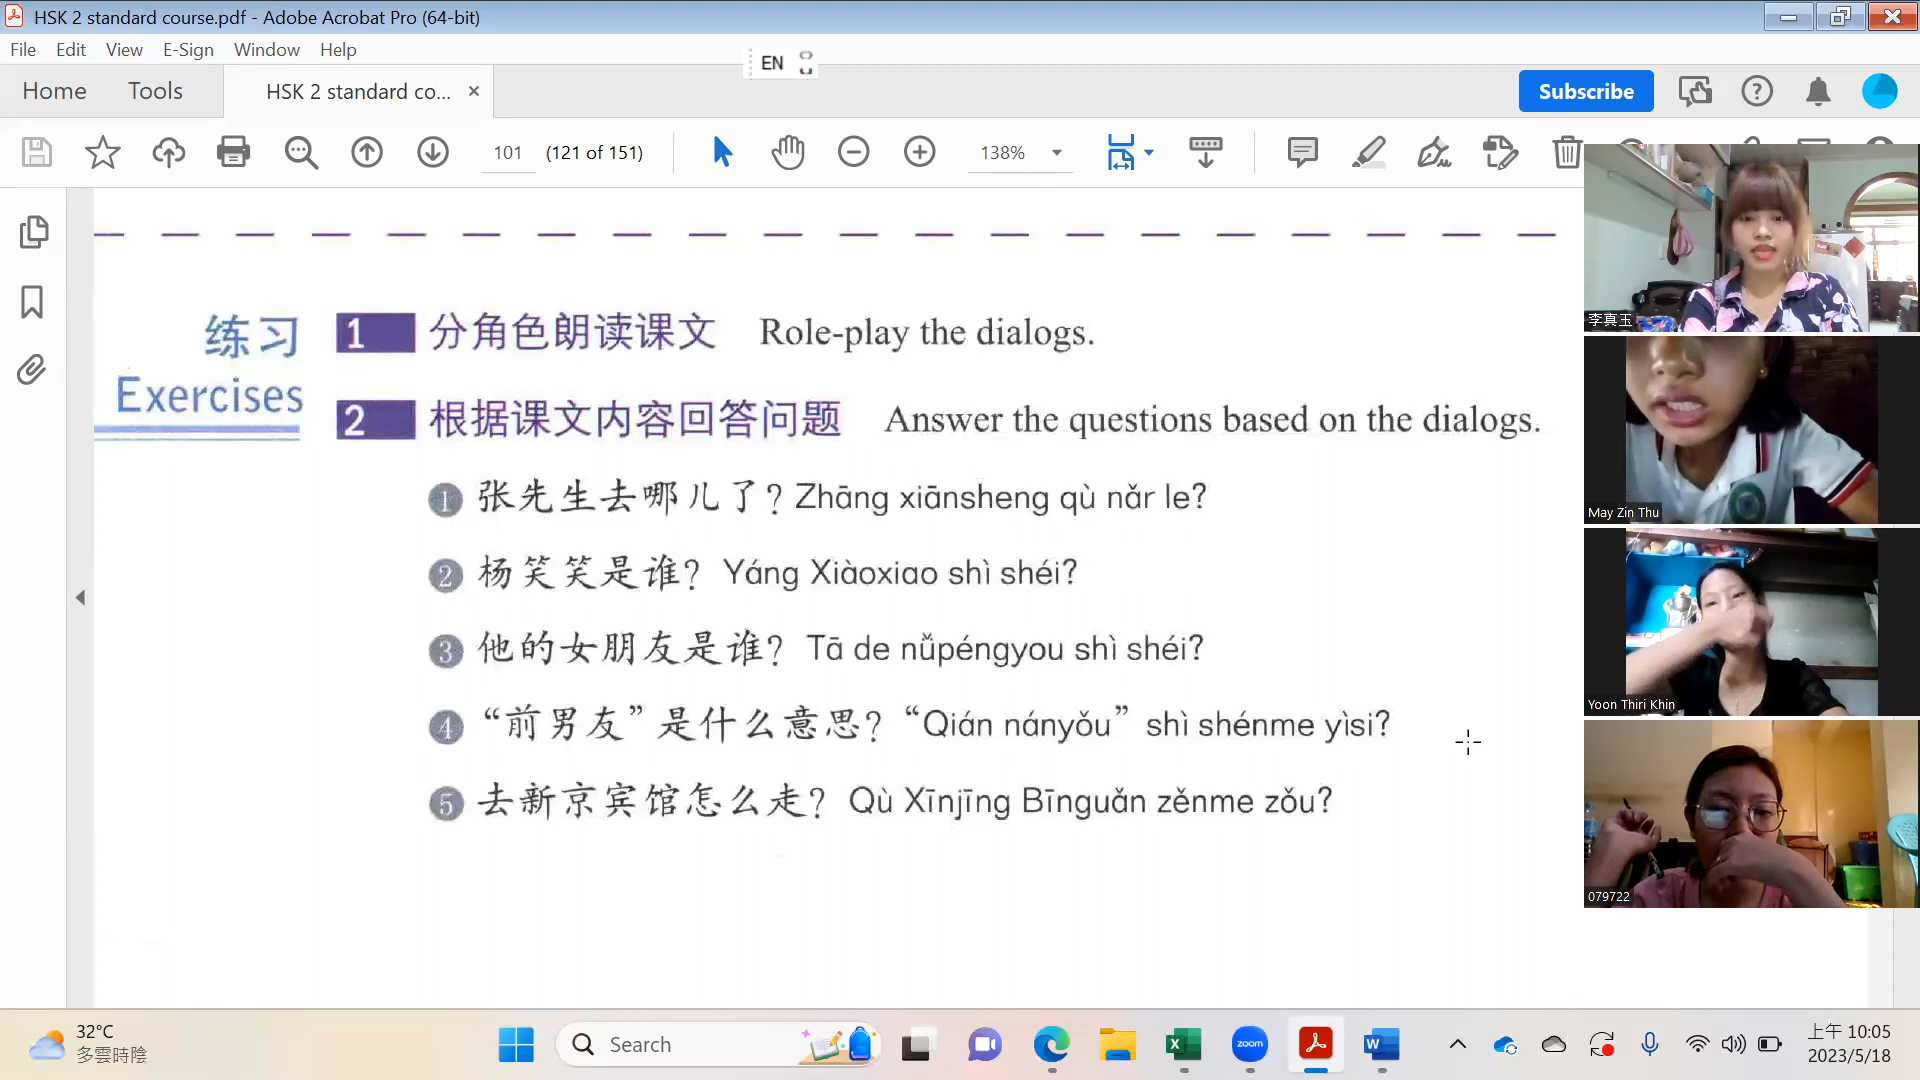 HSK 2 standard course.pdf - Adobe Acrobat Pro (64-bit)
File Edit View E-Sign Window Help
EN
Home Tools HSK 2 standard co... × Subscribe
101 (121 of 151) 138%
练习
Exercises
1 分角色朗读课文 Role-play the dialogs.
2 根据课文内容回答问题 Answer the questions based on the dialogs.
1 张先生去哪儿了? Zhāng xiānsheng qù nǎr le?
2 杨笑笑是谁? Yáng Xiàoxiao shì shéi?
3 他的女朋友是谁? Tā de nǚpéngyou shì shéi?
4 “前男友”是什么意思? “Qián nányǒu” shì shénme yìsi?
5 去新京宾馆怎么走? Qù Xīnjīng Bīnguǎn zěnme zǒu?
李真玉
May Zin Thu
Yoon Thiri Khin
079722
32°C
多雲時陰
Search
zoom
上午 10:05
2023/5/18